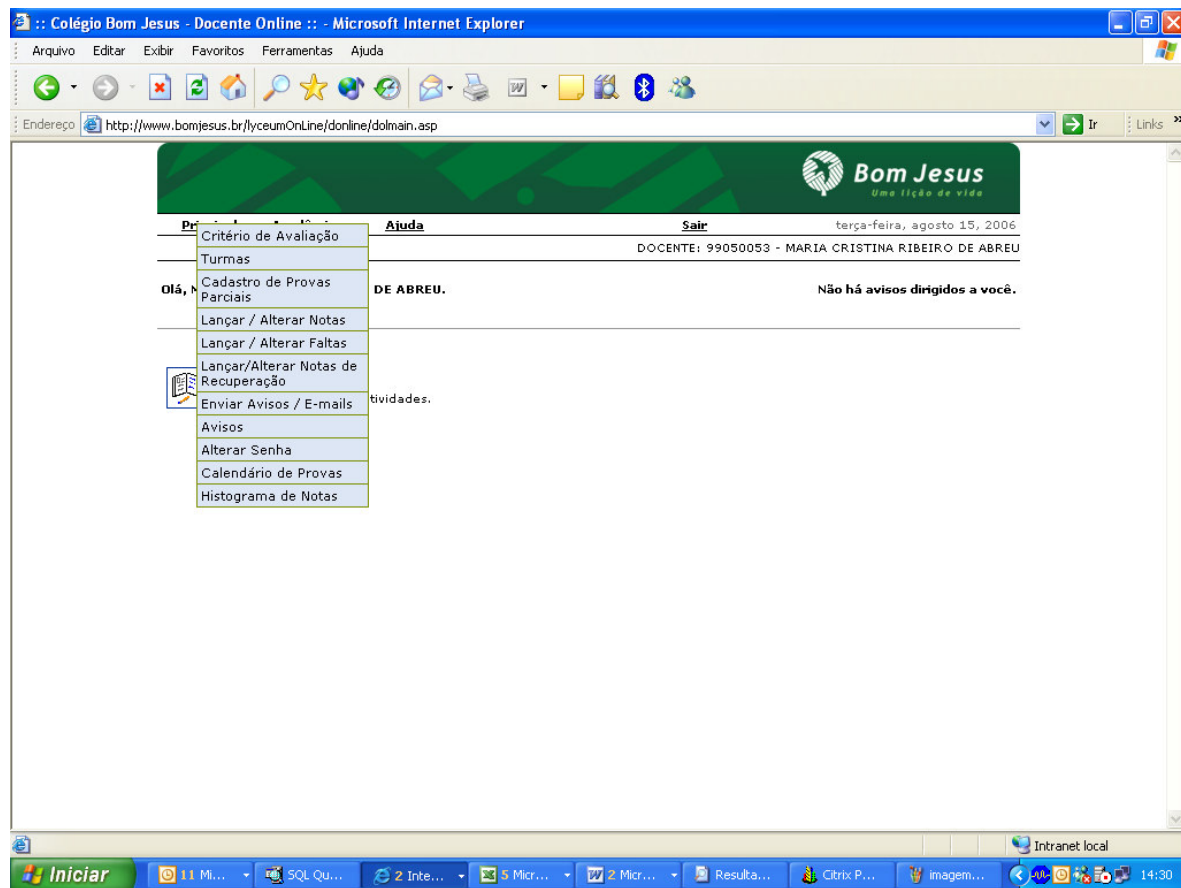 :: Colégio Bom Jesus - Docente Online :: - Microsoft Internet Explorer
Arquivo Editar Exibir Favoritos Ferramentas Ajuda
Endereço http://www.bomjesus.br/lyceumOnLine/donline/dolmain.asp Ir Links »
Bom Jesus
Uma lição de vida
Ajuda Sair terça-feira, agosto 15, 2006
DOCENTE: 99050053 - MARIA CRISTINA RIBEIRO DE ABREU
Olá, DE ABREU. Não há avisos dirigidos a você.
Critério de Avaliação
Turmas
Cadastro de Provas
Parciais
Lançar / Alterar Notas
Lançar / Alterar Faltas
Lançar/Alterar Notas de
Recuperação
Enviar Avisos / E-mails
Avisos
Alterar Senha
Calendário de Provas
Histograma de Notas
tividades.
Intranet local
Iniciar 11 Mi... SQL Qu... 2 Inte... 5 Micr... 2 Micr... Resulta... Citrix P... imagem... 14:30